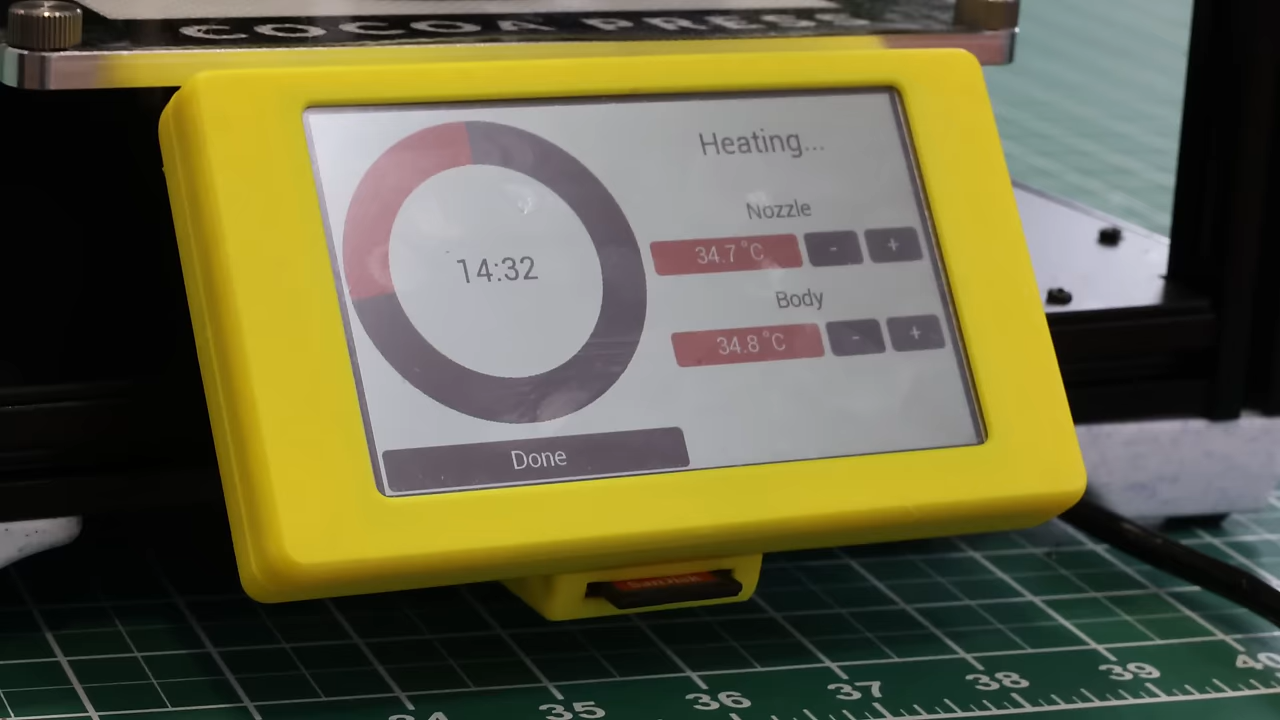 COCOA PRESS
Heating...
Nozzle
34.7°C - +
14:32
Body
34.8°C - +
Done
SanDisk
34 35 36 37 38 39 40